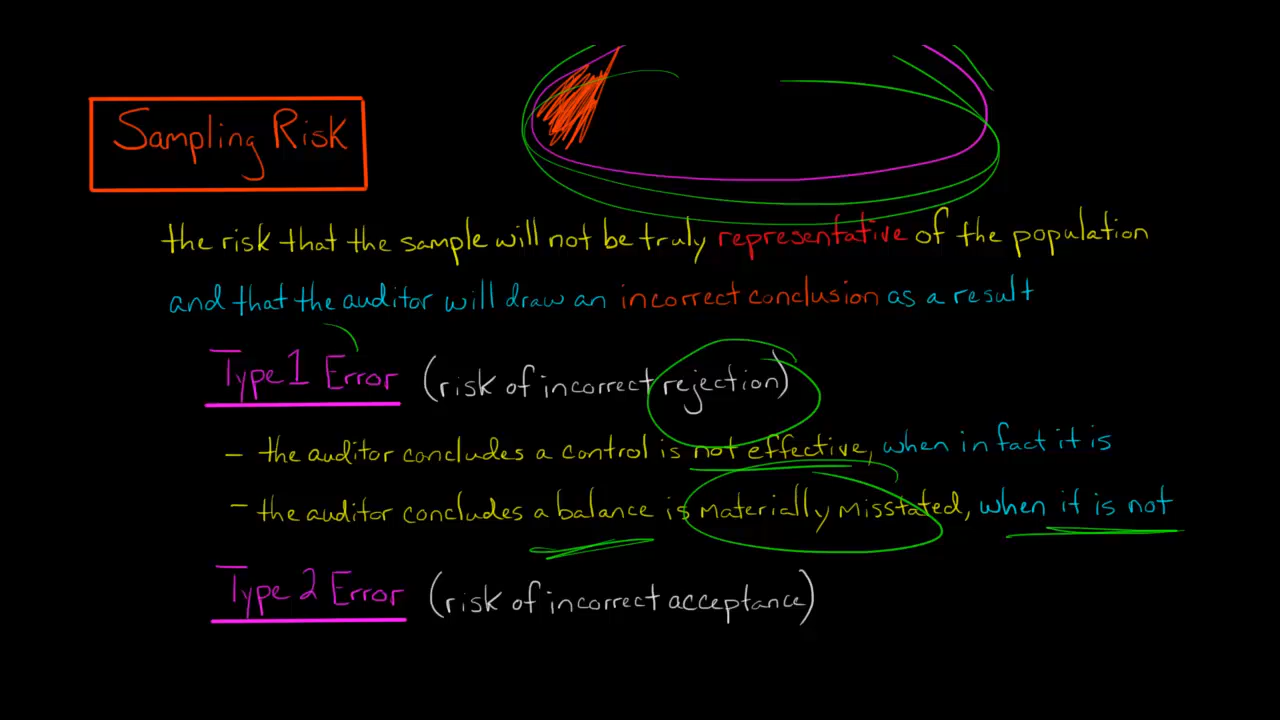 Sampling Risk
the risk that the sample will not be truly representative of the population
and that the auditor will draw an incorrect conclusion as a result
Type 1 Error (risk of incorrect rejection)
- the auditor concludes a control is not effective, when in fact it is
- the auditor concludes a balance is materially misstated, when it is not
Type 2 Error (risk of incorrect acceptance)